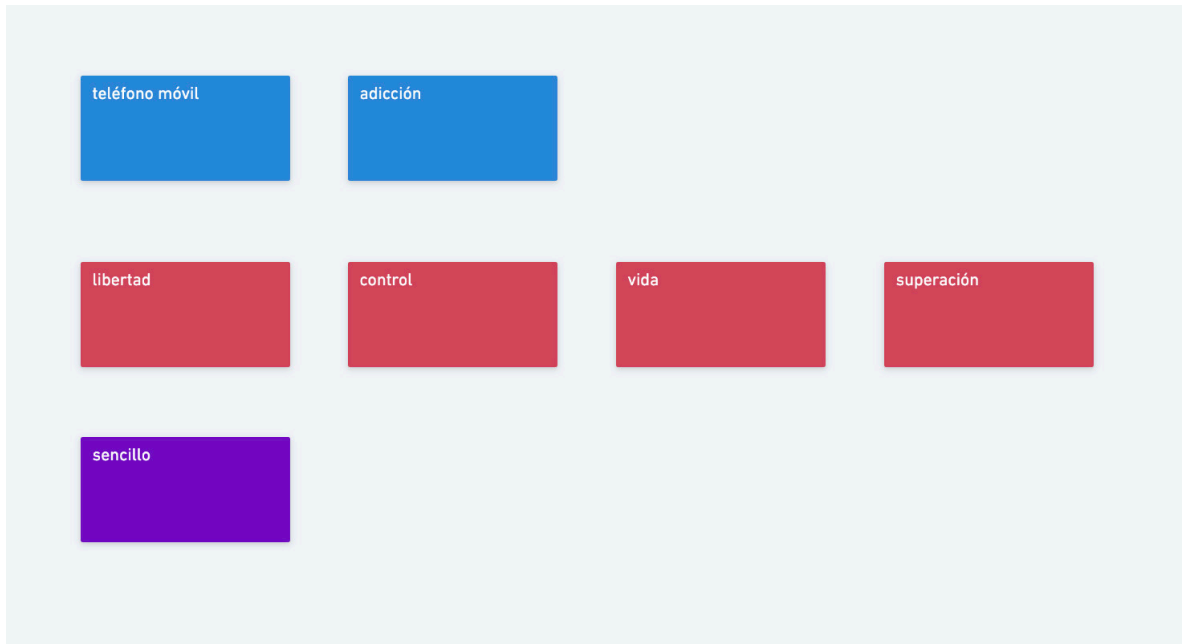 teléfono móvil
adicción
libertad
control
vida
superación
sencillo